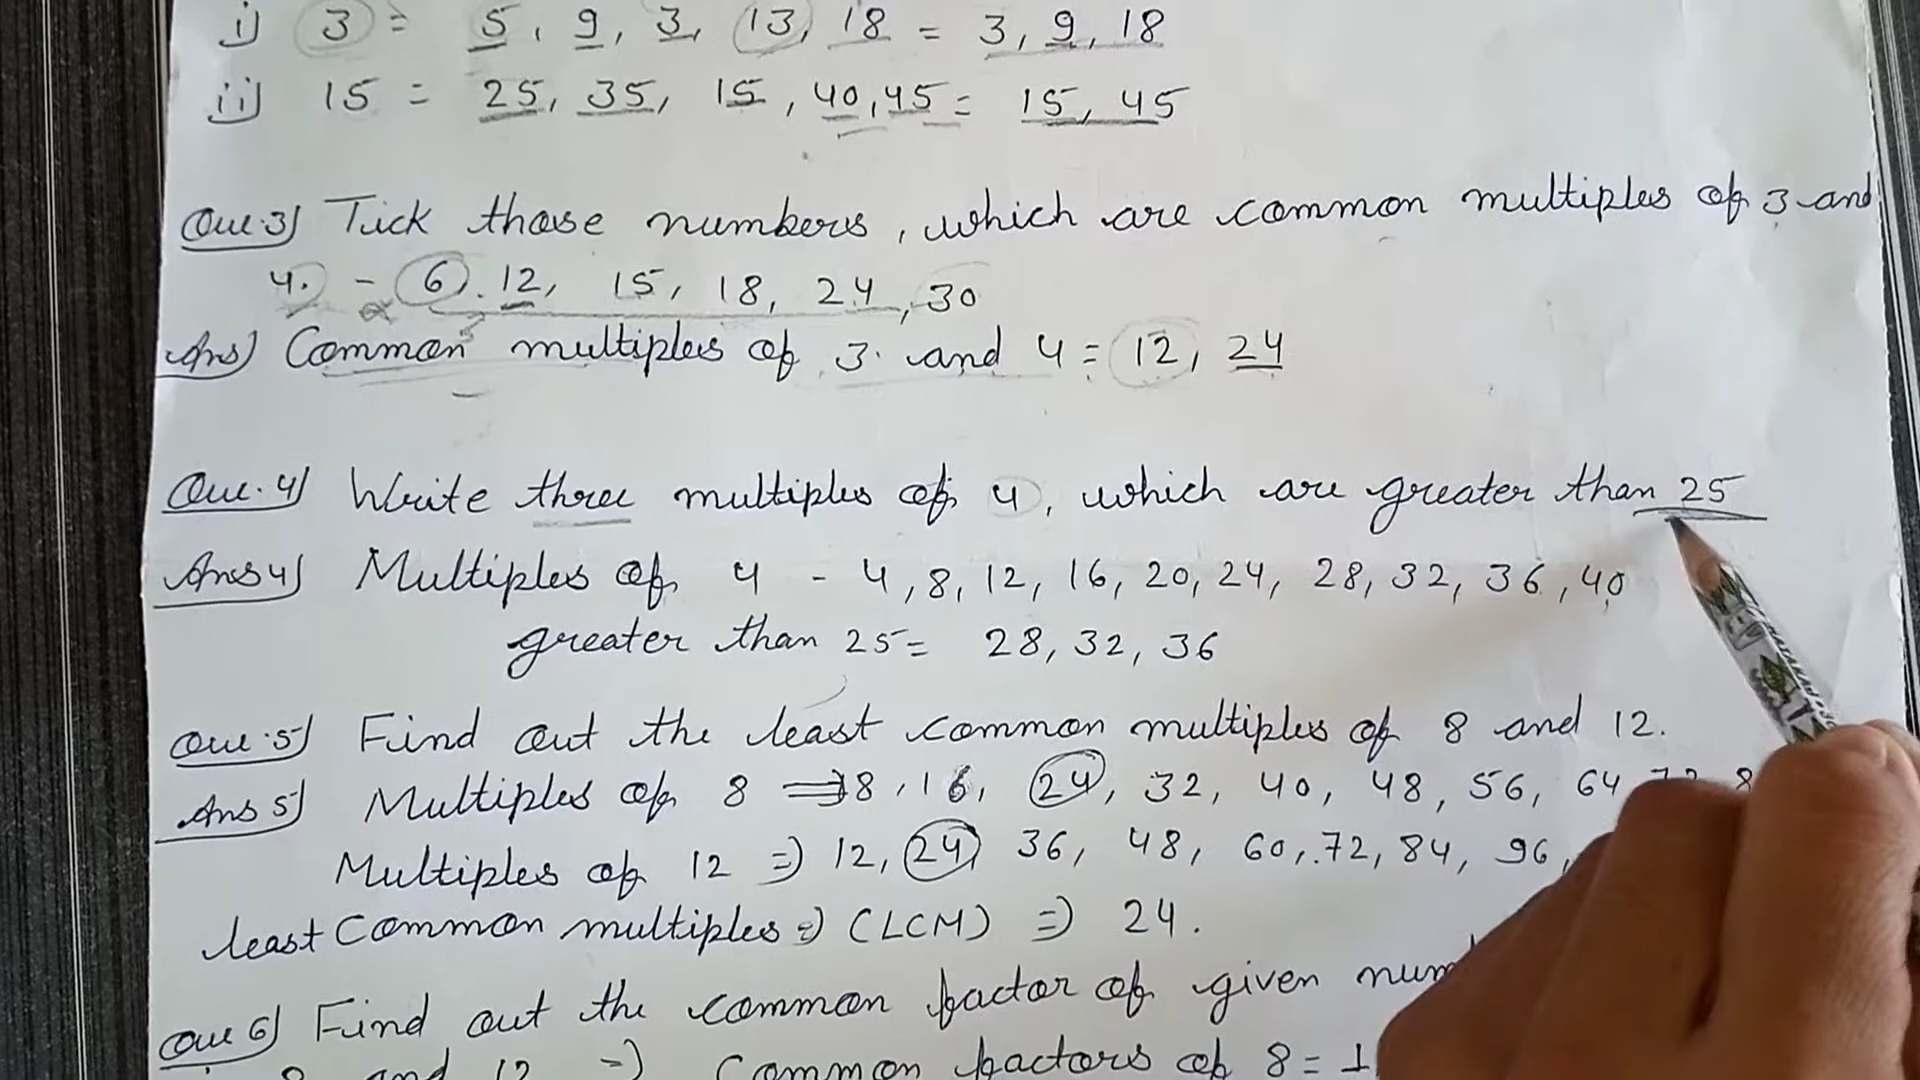 i) 3 = 5, 9, 3, 13, 18 = 3, 9, 18
ii) 15 = 25, 35, 15, 40, 45 = 15, 45
Que.3) Tick those numbers, which are common multiples of 3 and
4. - 6, 12, 15, 18, 24, 30
Ans) Common multiples of 3 and 4 = 12, 24
Que.4) Write three multiples of 4, which are greater than 25
Ans 4) Multiples of 4 - 4, 8, 12, 16, 20, 24, 28, 32, 36, 40
greater than 25 = 28, 32, 36
Que.5) Find out the least common multiples of 8 and 12.
Ans 5) Multiples of 8 ⇒ 8, 16, 24, 32, 40, 48, 56, 64
Multiples of 12 ⇒ 12, 24, 36, 48, 60, 72, 84, 96,
least Common multiples ⇒ (LCM) ⇒ 24.
Que 6) Find out the common factor of given
8 and 12 ⇒ Common factors of 8 = 1